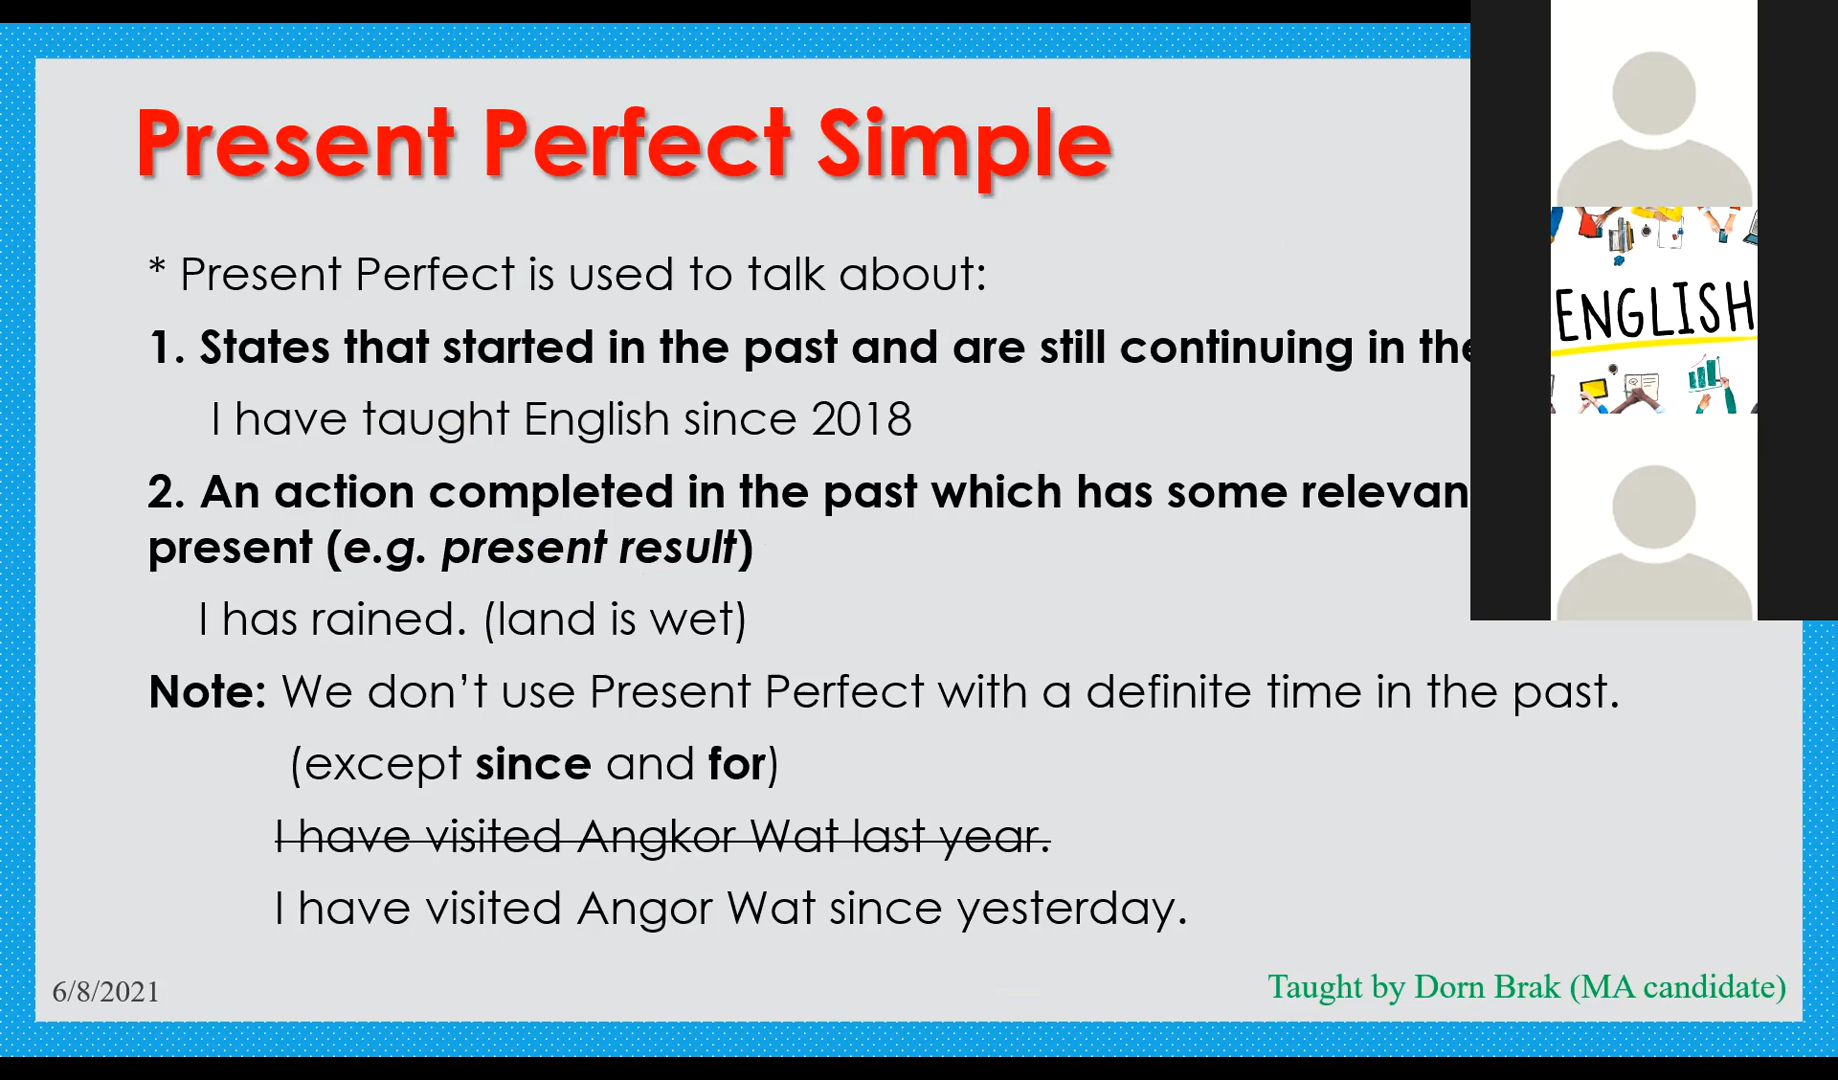 Present Perfect Simple
* Present Perfect is used to talk about:
1. States that started in the past and are still continuing in the
I have taught English since 2018
2. An action completed in the past which has some
present (e.g. present result)
I has rained. (land is wet)
Note: We don’t use Present Perfect with a definite time in the past.
(except since and for)
I have visited Angkor Wat last year.
I have visited Angor Wat since yesterday.
6/8/2021
Taught by Dorn Brak (MA candidate)
ENGLISH